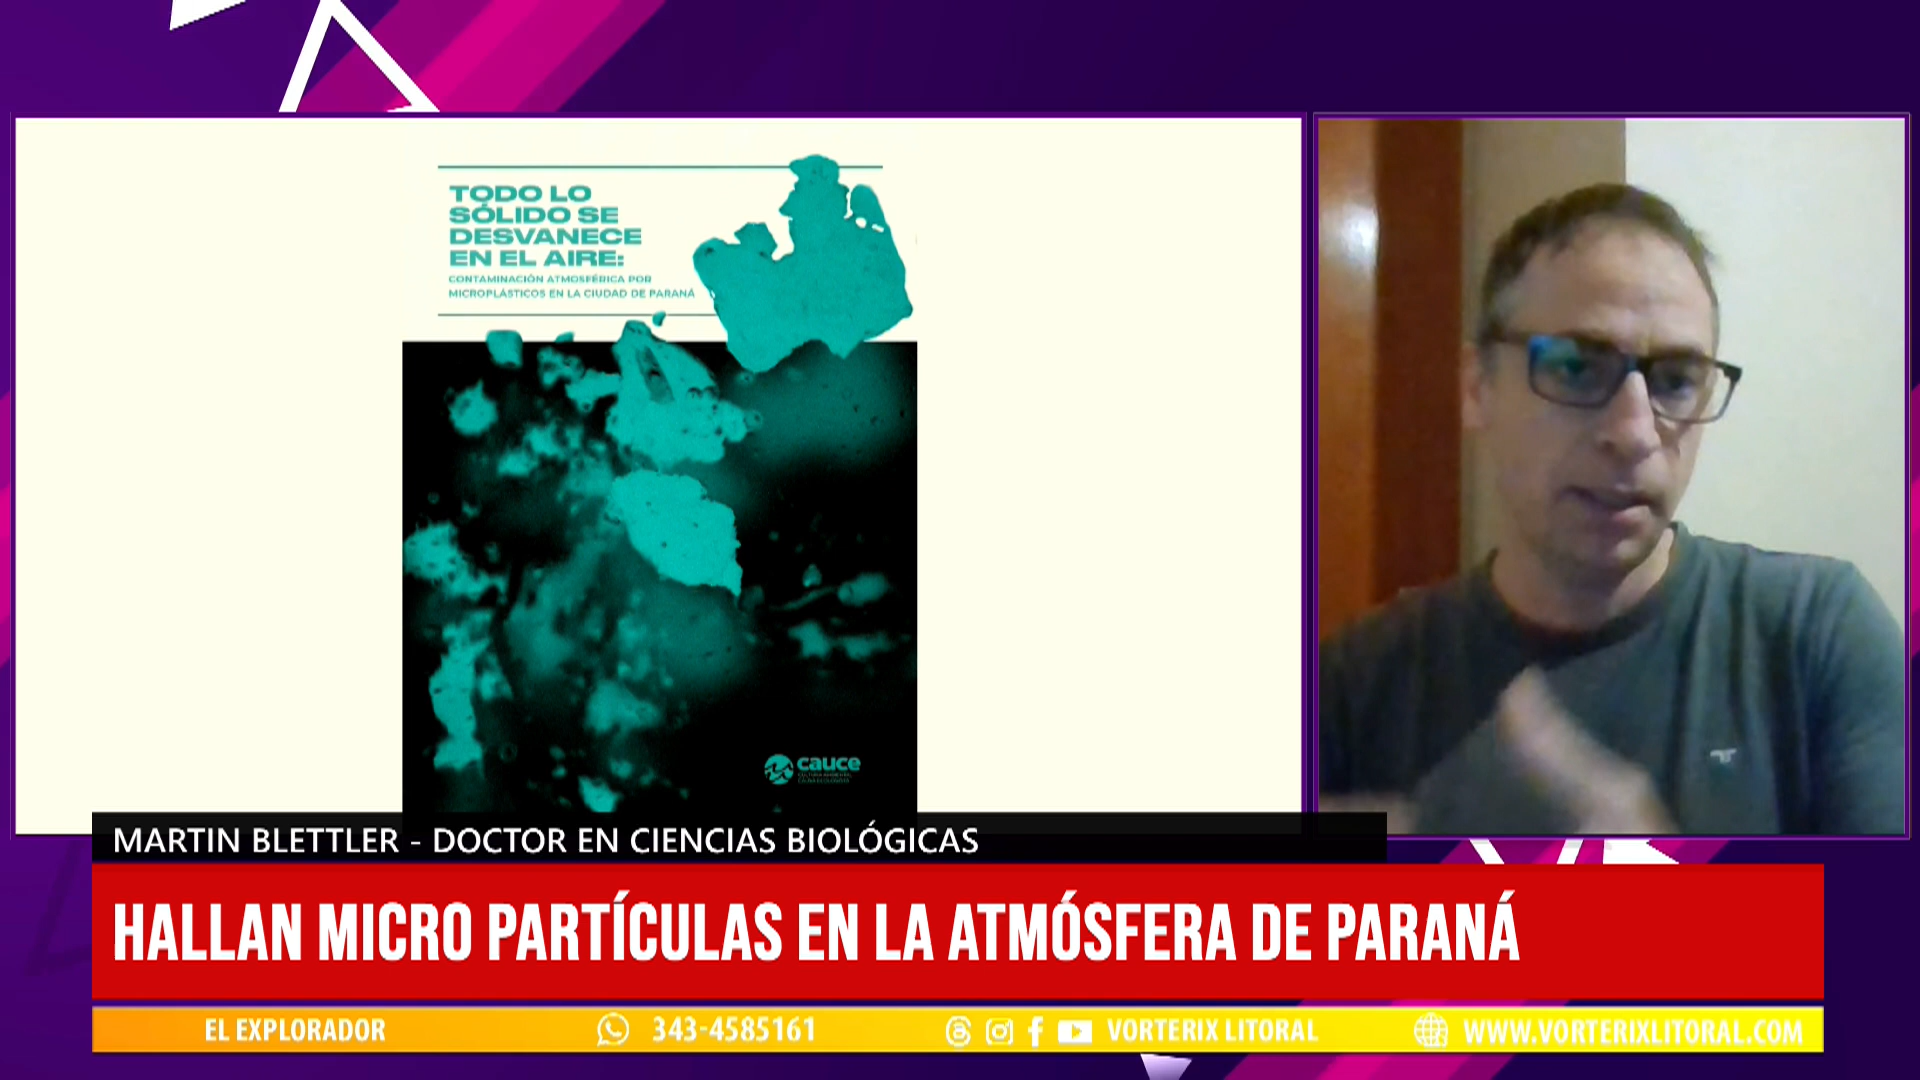 TODO LO
SÓLIDO SE
DESVANECE
EN EL AIRE:
CONTAMINACIÓN ATMOSFÉRICA POR
MICROPLÁSTICOS EN LA CIUDAD DE PARANÁ
cauce
MARTIN BLETTLER - DOCTOR EN CIENCIAS BIOLÓGICAS
HALLAN MICRO PARTÍCULAS EN LA ATMÓSFERA DE PARANÁ
EL EXPLORADOR 343-4585161 VORTERIX LITORAL WWW.VORTERIXLITORAL.COM